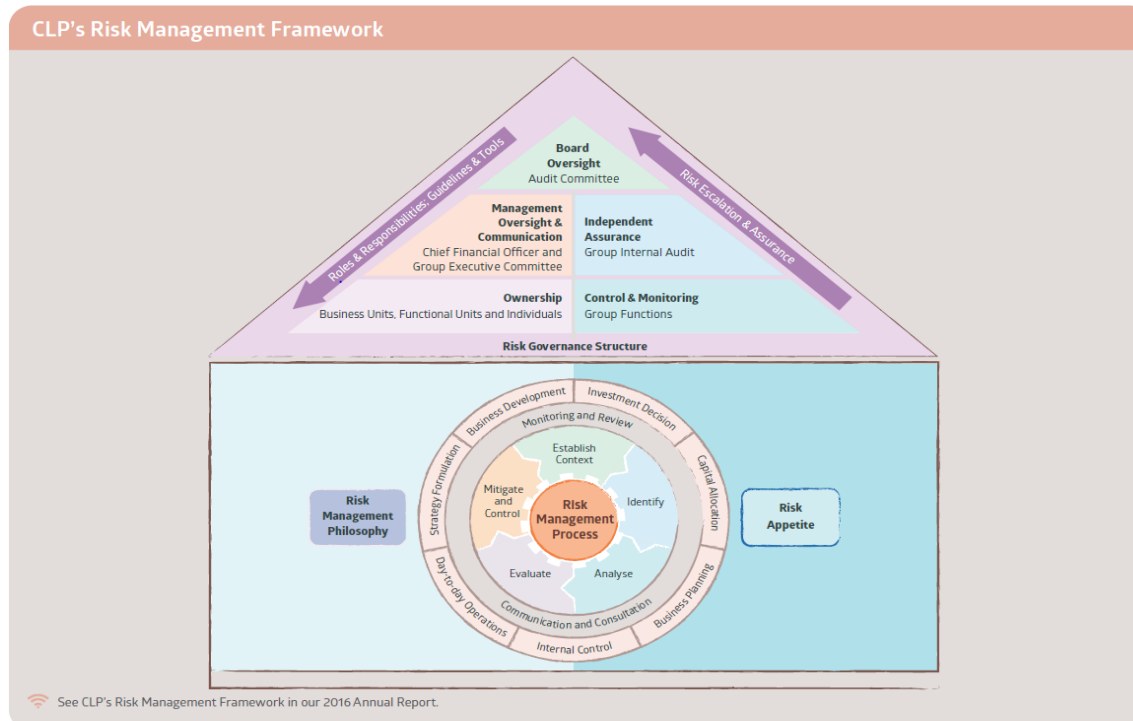 CLP's Risk Management Framework
Roles & Responsibilities; Guidelines & Tools
Risk Escalation & Assurance
Board
Oversight
Audit Committee
Management
Oversight &
Communication
Chief Financial Officer and
Group Executive Committee
Independent
Assurance
Group Internal Audit
Ownership
Business Units, Functional Units and Individuals
Control & Monitoring
Group Functions
Risk Governance Structure
Risk
Management
Philosophy
Business Development
Investment Decision
Capital Allocation
Business Planning
Internal Control
Day-to-day Operations
Strategy Formulation
Monitoring and Review
Communication and Consultation
Establish
Context
Identify
Analyse
Evaluate
Mitigate
and
Control
Risk
Management
Process
Risk
Appetite
See CLP's Risk Management Framework in our 2016 Annual Report.